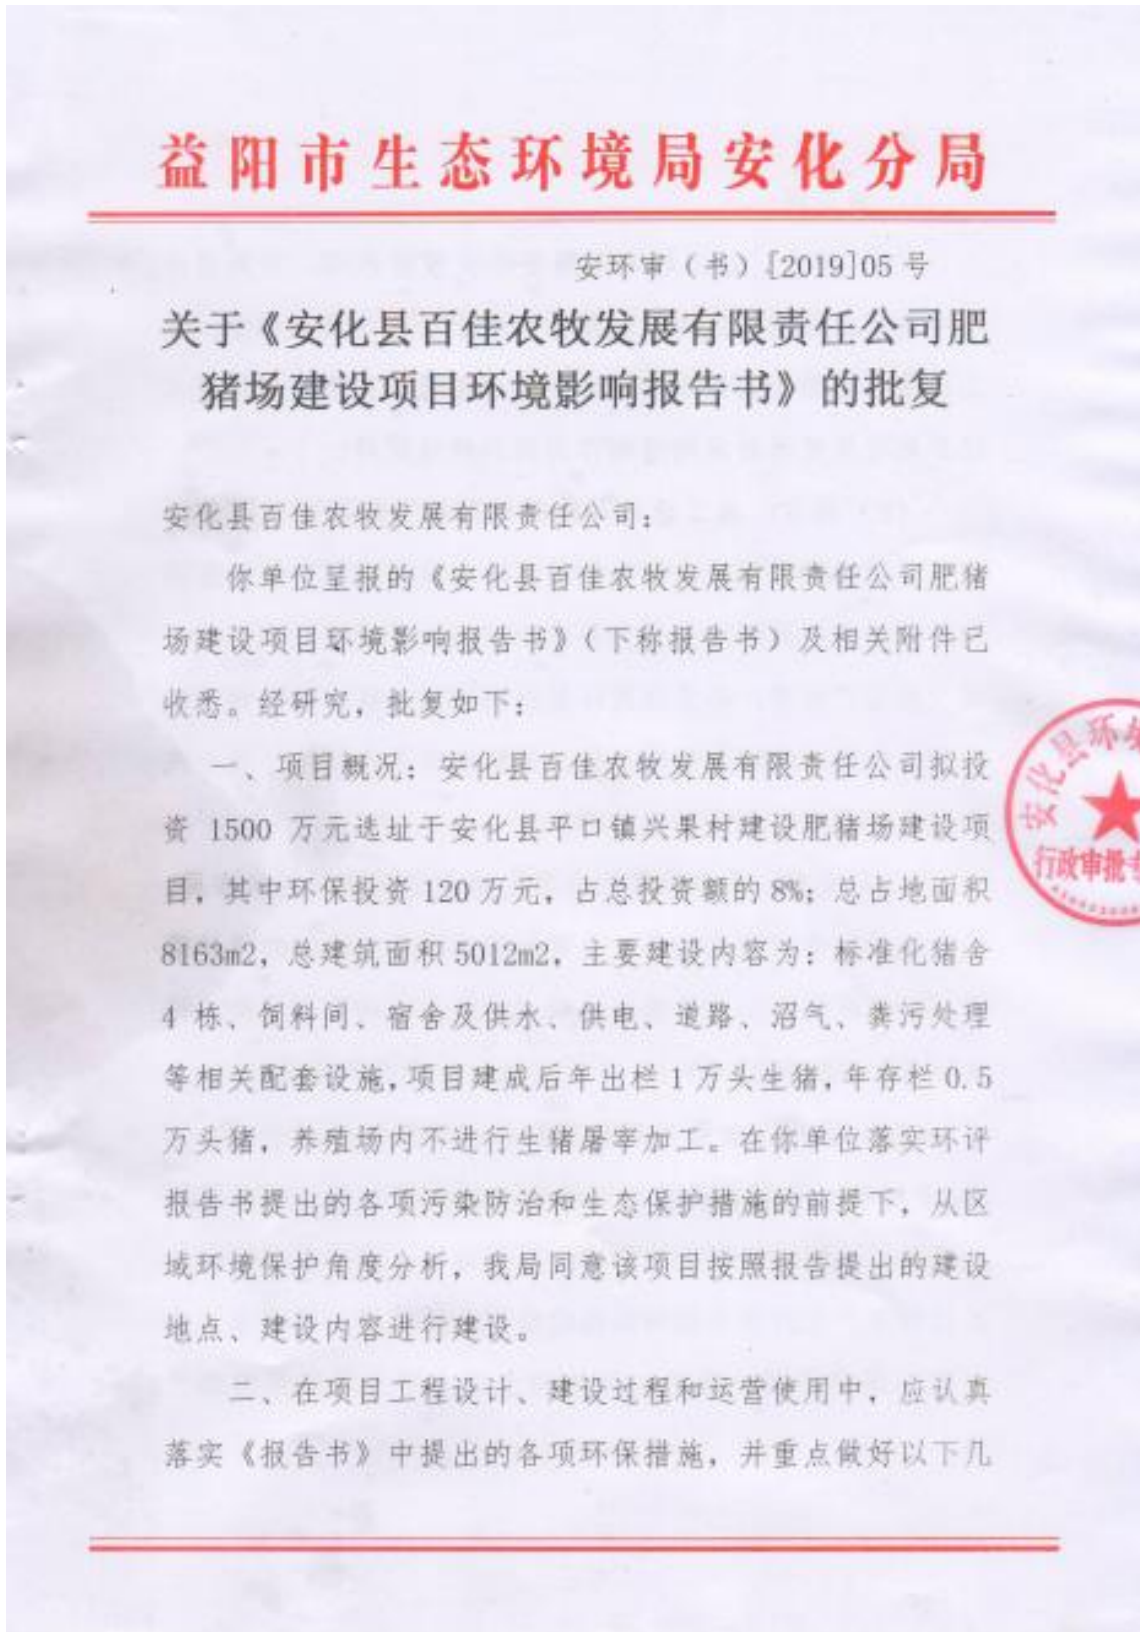 益阳市生态环境局安化分局
安环审（书）[2019]05号
关于《安化县百佳农牧发展有限责任公司肥
猪场建设项目环境影响报告书》的批复
安化县百佳农牧发展有限责任公司：
你单位呈报的《安化县百佳农牧发展有限责任公司肥猪
场建设项目环境影响报告书》（下称报告书）及相关附件已
收悉。经研究，批复如下：
一、项目概况：安化县百佳农牧发展有限责任公司拟投
资 1500 万元选址于安化县平口镇兴果村建设肥猪场建设项
目，其中环保投资 120 万元，占总投资额的 8%；总占地面积
8163m2，总建筑面积 5012m2，主要建设内容为：标准化猪舍
4 栋、饲料间、宿舍及供水、供电、道路、沼气、粪污处理
等相关配套设施，项目建成后年出栏 1 万头生猪，年存栏 0.5
万头猪，养殖场内不进行生猪屠宰加工。在你单位落实环评
报告书提出的各项污染防治和生态保护措施的前提下，从区
域环境保护角度分析，我局同意该项目按照报告提出的建设
地点、建设内容进行建设。
二、在项目工程设计、建设过程和运营使用中，应认真
落实《报告书》中提出的各项环保措施，并重点做好以下几
安化县环境
行政审批专